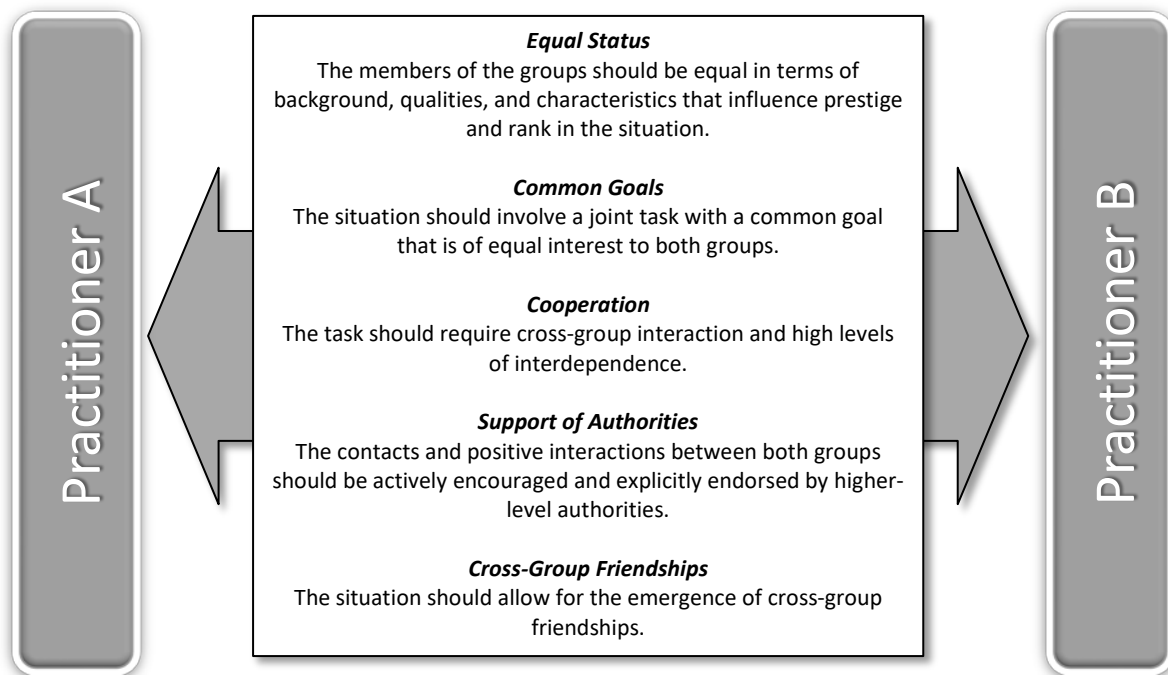 Practitioner A
Equal Status
The members of the groups should be equal in terms of
background, qualities, and characteristics that influence prestige
and rank in the situation.
Common Goals
The situation should involve a joint task with a common goal
that is of equal interest to both groups.
Cooperation
The task should require cross-group interaction and high levels
of interdependence.
Support of Authorities
The contacts and positive interactions between both groups
should be actively encouraged and explicitly endorsed by higher-
level authorities.
Cross-Group Friendships
The situation should allow for the emergence of cross-group
friendships.
Practitioner B